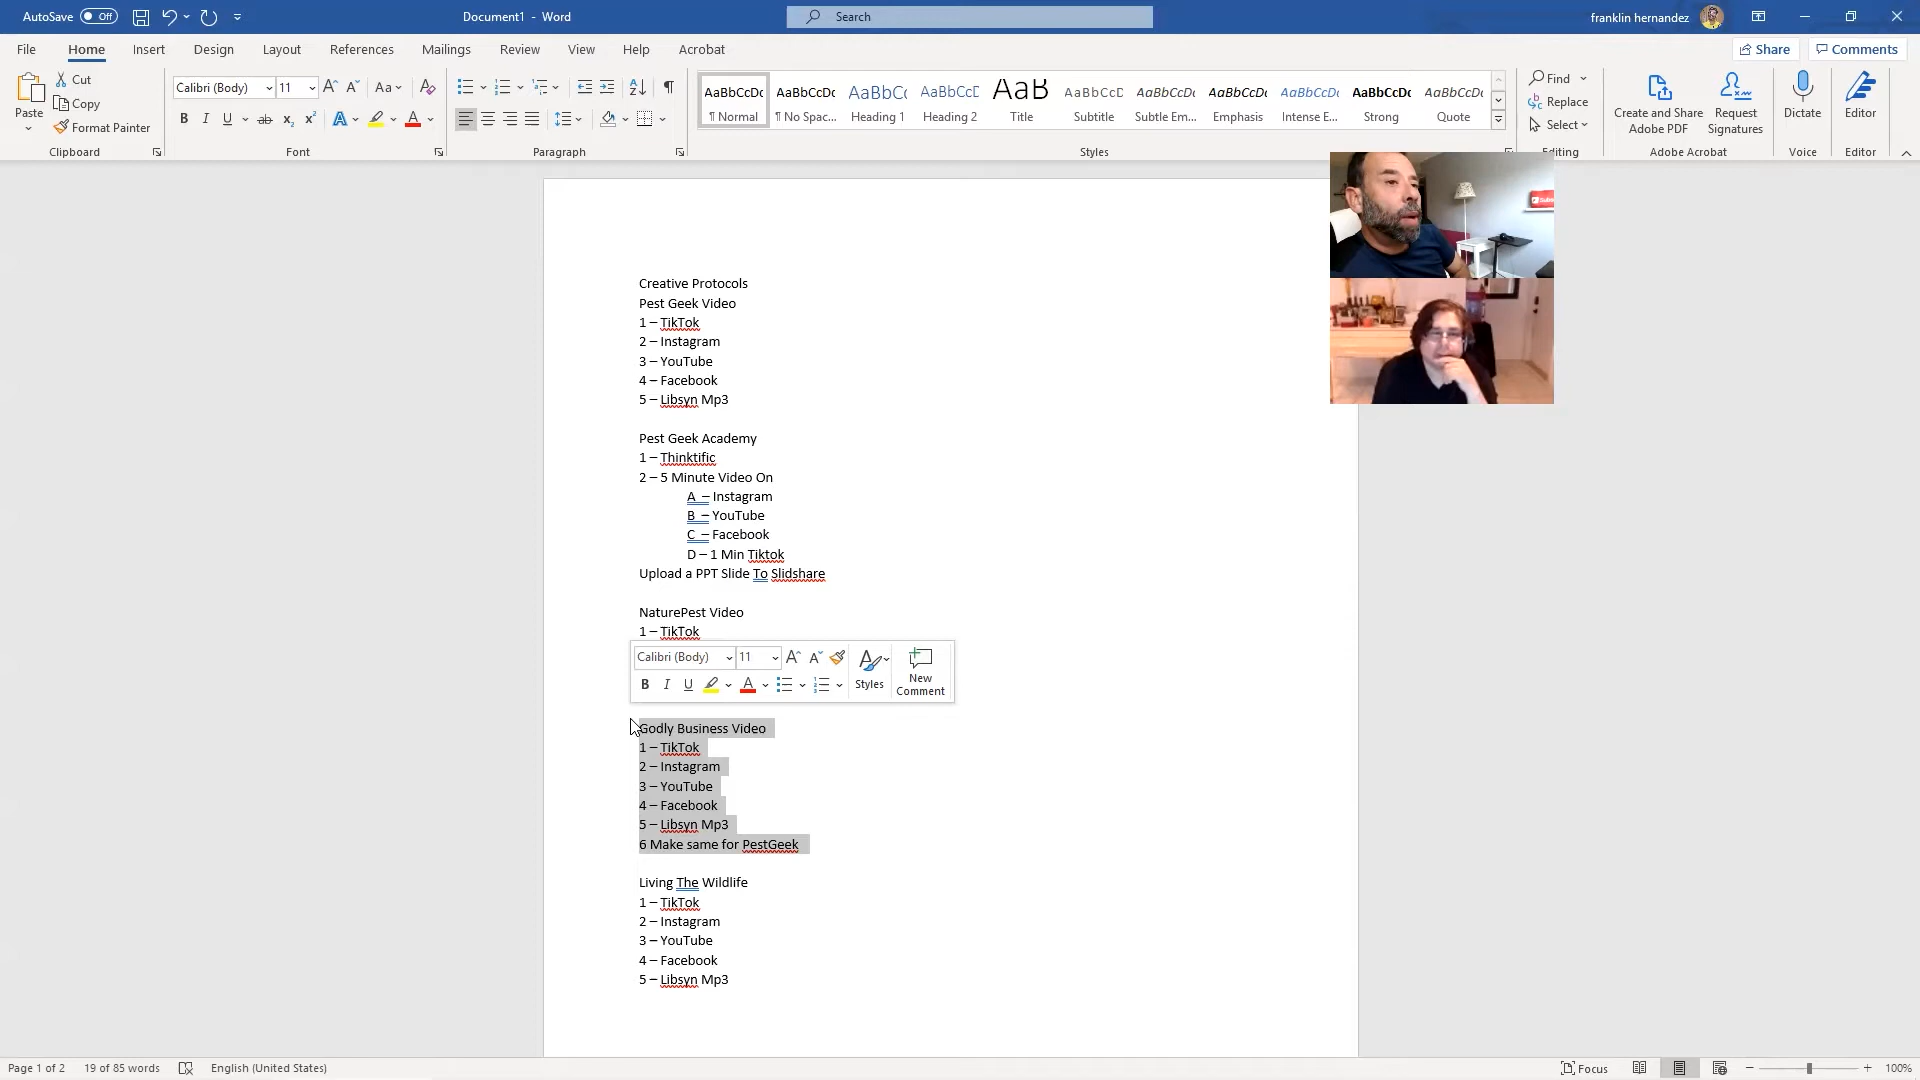 AutoSave Off Document1 - Word Search franklin hernandez
File Home Insert Design Layout References Mailings Review View Help Acrobat Share Comments
Paste Cut Copy Format Painter Clipboard
Calibri (Body) 11 Font
Paragraph
AaBbCcDc ¶ Normal
AaBbCcDc ¶ No Spac...
AaBbCc Heading 1
AaBbCcD Heading 2
AaB Title
AaBbCcD Subtitle
AaBbCcDc Subtle Em...
AaBbCcDc Emphasis
AaBbCcDc Intense E...
AaBbCcDc Strong
AaBbCcDc Quote
Styles
Find Replace Select Editing
Create and Share Adobe PDF
Request Signatures
Adobe Acrobat
Dictate Voice
Editor Editor
Creative Protocols
Pest Geek Video
1 – TikTok
2 – Instagram
3 – YouTube
4 – Facebook
5 – Libsyn Mp3
Pest Geek Academy
1 – Thinktific
2 – 5 Minute Video On
A – Instagram
B – YouTube
C – Facebook
D – 1 Min Tiktok
Upload a PPT Slide To Slidshare
NaturePest Video
1 – TikTok
Calibri (Body) 11
B I U Styles New Comment
Godly Business Video
1 – TikTok
2 – Instagram
3 – YouTube
4 – Facebook
5 – Libsyn Mp3
6 Make same for PestGeek
Living The Wildlife
1 – TikTok
2 – Instagram
3 – YouTube
4 – Facebook
5 – Libsyn Mp3
Page 1 of 2 19 of 85 words English (United States) Focus 100%